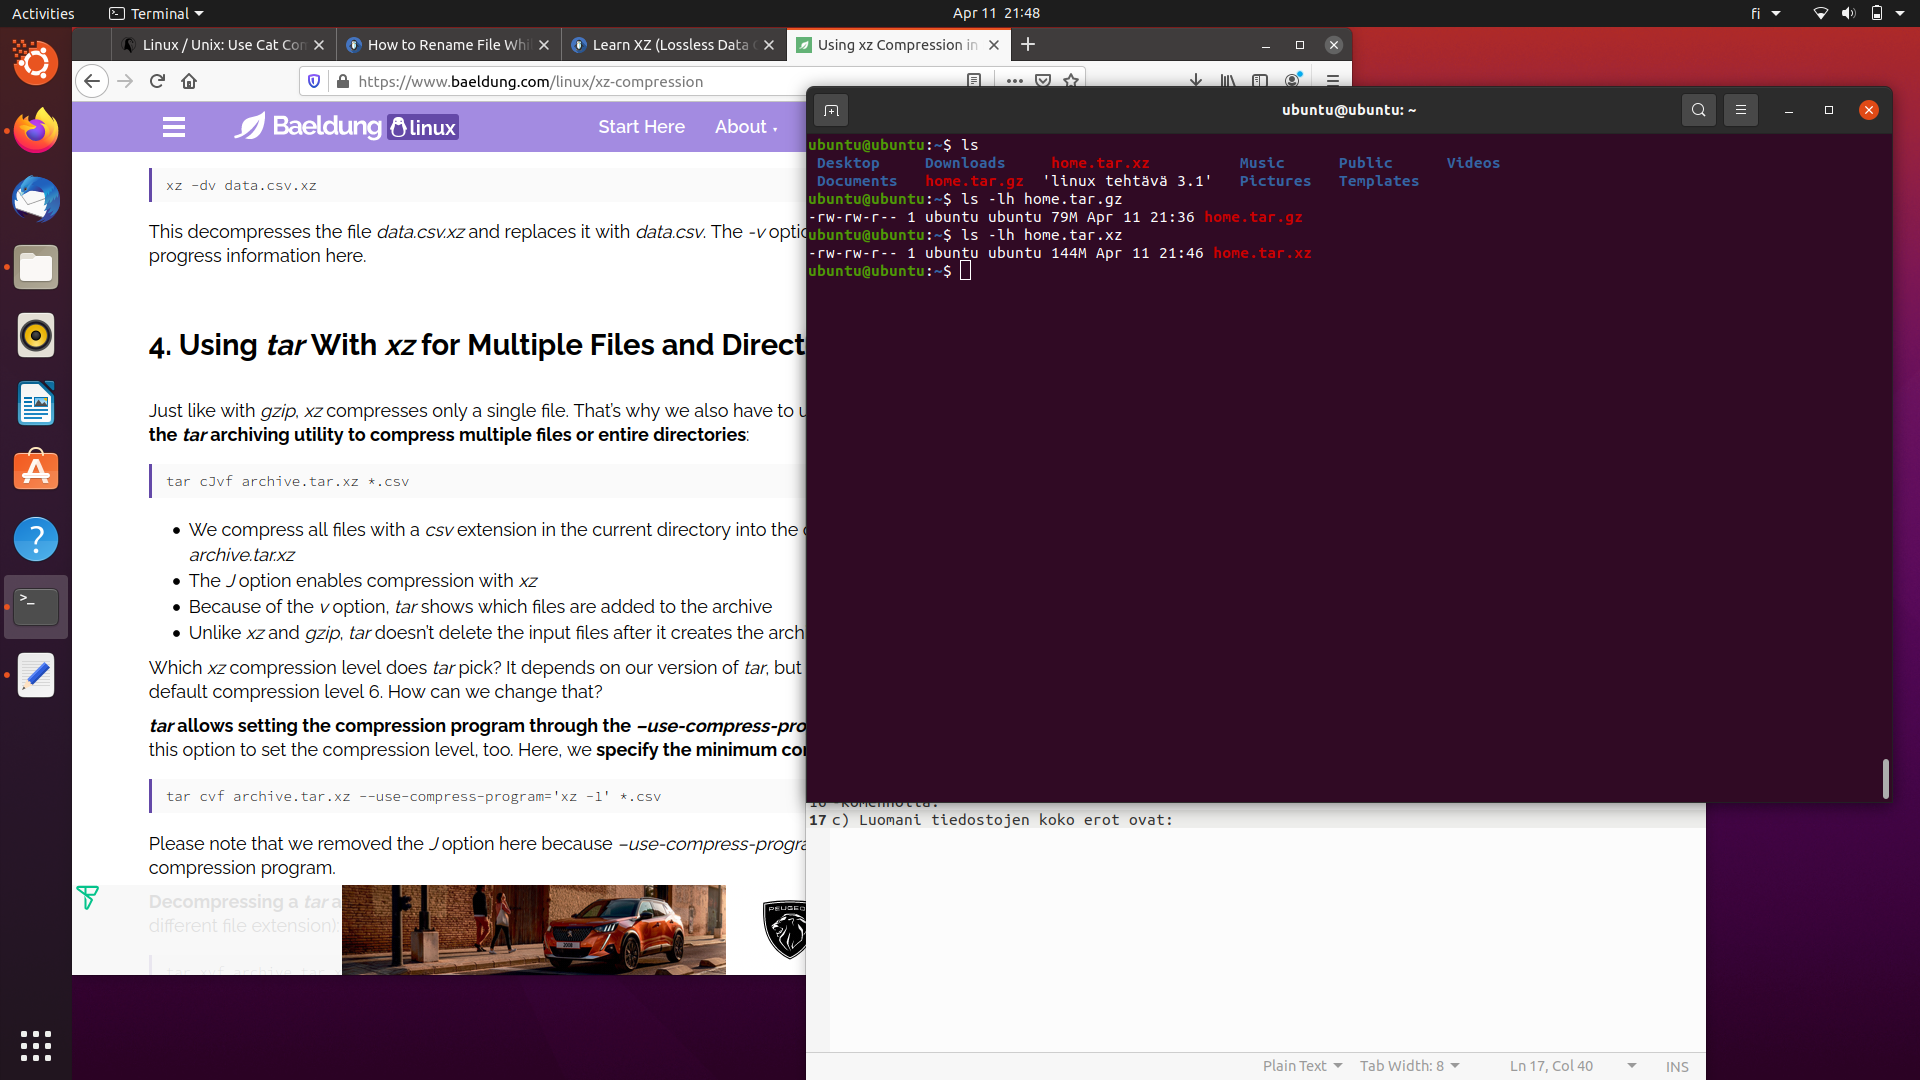 Activities
Terminal
Apr 11 21:48
fi
Linux / Unix: Use Cat Con
How to Rename File Whi
Learn XZ (Lossless Data
Using xz Compression in
https://www.baeldung.com/linux/xz-compression
Baeldung linux
Start Here
About
xz -dv data.csv.xz
This decompresses the file data.csv.xz and replaces it with data.csv. The -v optio
progress information here.
4. Using tar With xz for Multiple Files and Direct
Just like with gzip, xz compresses only a single file. That's why we also have to u
the tar archiving utility to compress multiple files or entire directories:
tar cJvf archive.tar.xz *.csv
• We compress all files with a csv extension in the current directory into the
archive.tar.xz
• The J option enables compression with xz
• Because of the v option, tar shows which files are added to the archive
• Unlike xz and gzip, tar doesn't delete the input files after it creates the arch
Which xz compression level does tar pick? It depends on our version of tar, but
default compression level 6. How can we change that?
tar allows setting the compression program through the –use-compress-pro
this option to set the compression level, too. Here, we specify the minimum co
tar cvf archive.tar.xz --use-compress-program='xz -1' *.csv
Please note that we removed the J option here because –use-compress-progra
compression program.
Decompressing a tar a
different file extension)
tar xvf archive.tar
PEUGEOT
ubuntu@ubuntu: ~
ubuntu@ubuntu:~$ ls
Desktop Downloads home.tar.xz Music Public Videos
Documents home.tar.gz 'linux tehtävä 3.1' Pictures Templates
ubuntu@ubuntu:~$ ls -lh home.tar.gz
-rw-rw-r-- 1 ubuntu ubuntu 79M Apr 11 21:36 home.tar.gz
ubuntu@ubuntu:~$ ls -lh home.tar.xz
-rw-rw-r-- 1 ubuntu ubuntu 144M Apr 11 21:46 home.tar.xz
ubuntu@ubuntu:~$
16 -komennolla.
17 c) Luomani tiedostojen koko erot ovat:
Plain Text
Tab Width: 8
Ln 17, Col 40
INS